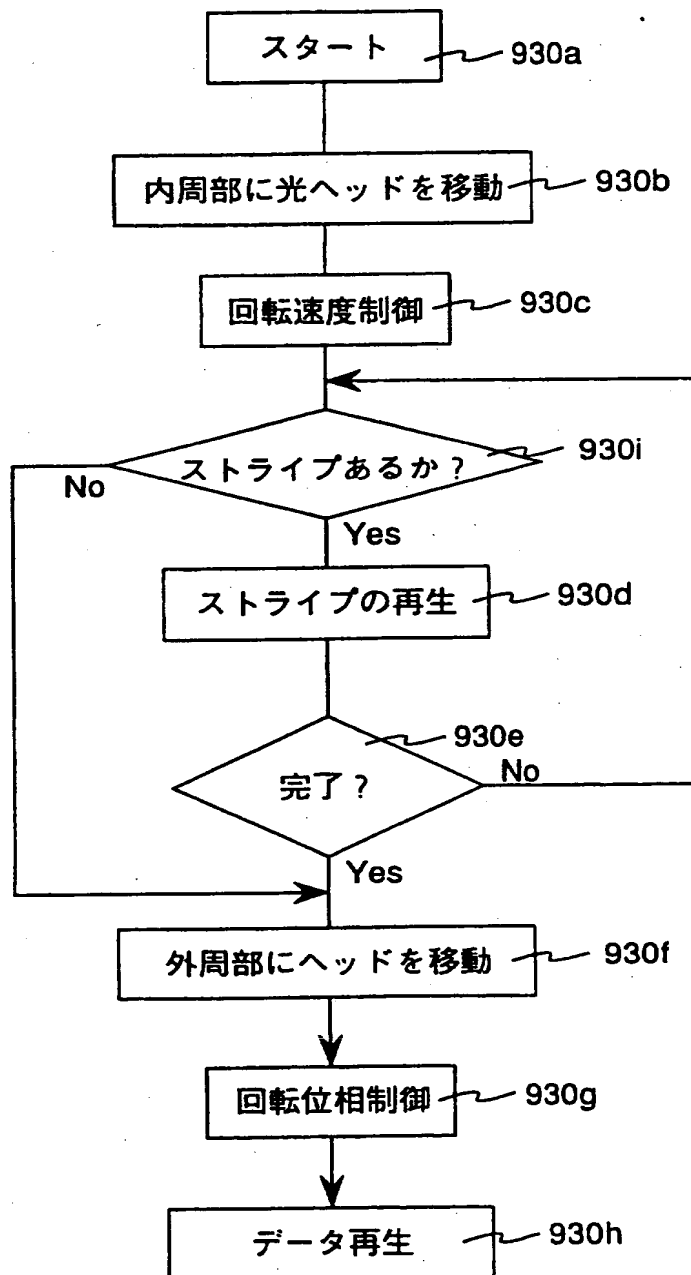 スタート 930a
内周部に光ヘッドを移動 930b
回転速度制御 930c
ストライプあるか? 930i
No
Yes
ストライプの再生 930d
930e
完了? No
Yes
外周部にヘッドを移動 930f
回転位相制御 930g
データ再生 930h